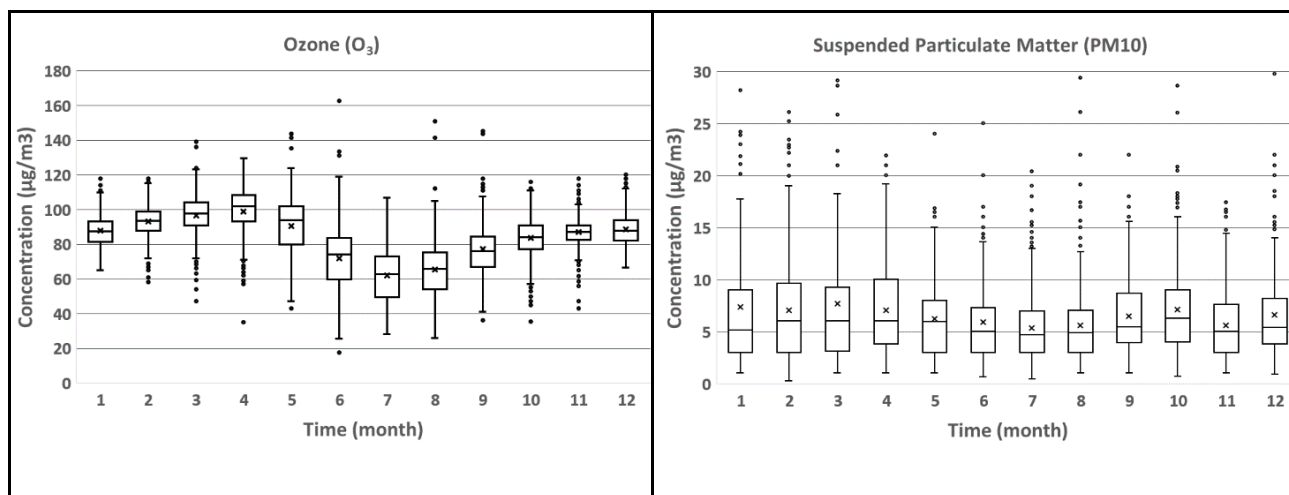 Ozone (O₃)
Concentration (μg/m3)
180
160
140
120
100
80
60
40
20
0
1 2 3 4 5 6 7 8 9 10 11 12
Time (month)
Suspended Particulate Matter (PM10)
Concentration (μg/m3)
30
25
20
15
10
5
0
1 2 3 4 5 6 7 8 9 10 11 12
Time (month)